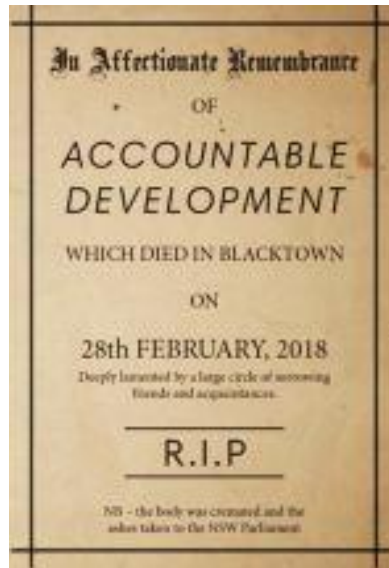 In Affectionate Remembrance
OF
ACCOUNTABLE
DEVELOPMENT
WHICH DIED IN BLACKTOWN
ON
28th FEBRUARY, 2018
Deeply lamented by a large circle of sorrowing
friends and acquaintances.
R.I.P
NB – the body was cremated and the
ashes taken to the NSW Parliament